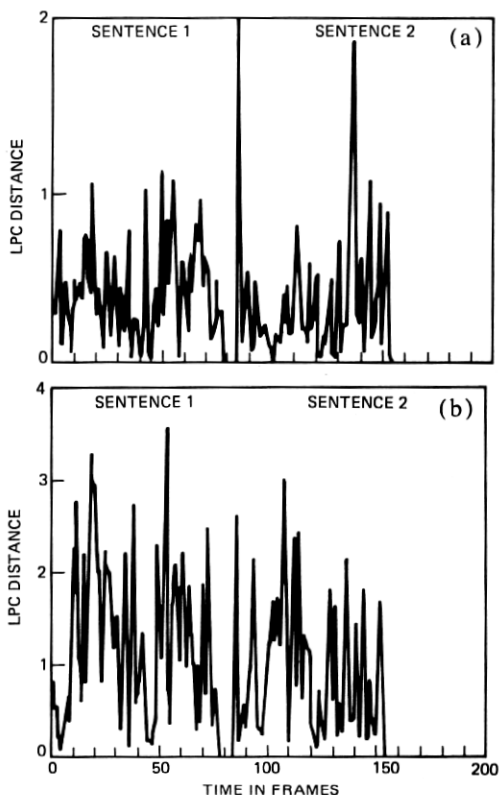 SENTENCE 1 SENTENCE 2 (a)
2
1
0
LPC DISTANCE
SENTENCE 1 SENTENCE 2 (b)
4
3
2
1
0
LPC DISTANCE
0 50 100 150 200
TIME IN FRAMES